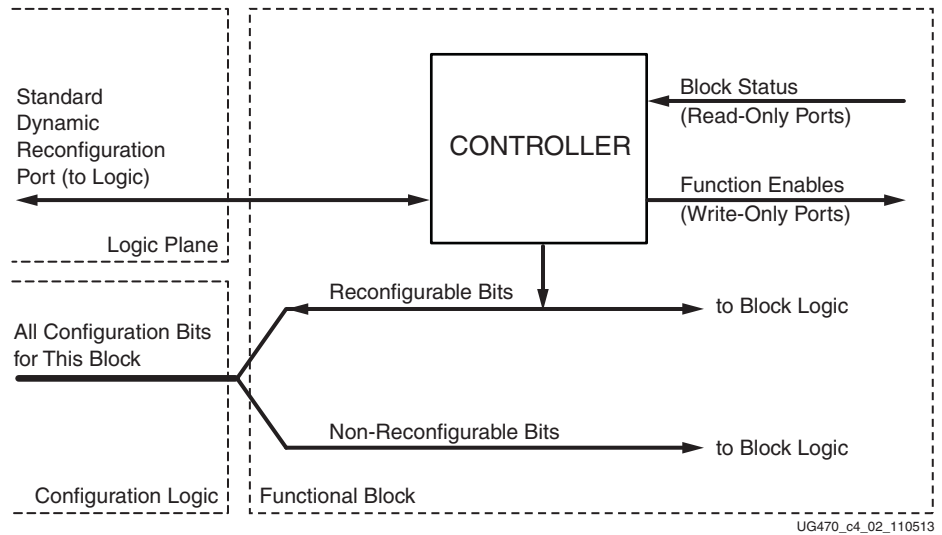 Standard
Dynamic
Reconfiguration
Port (to Logic)
Logic Plane
CONTROLLER
Block Status
(Read-Only Ports)
Function Enables
(Write-Only Ports)
Reconfigurable Bits
to Block Logic
All Configuration Bits
for This Block
Non-Reconfigurable Bits
to Block Logic
Configuration Logic
Functional Block
UG470_c4_02_110513